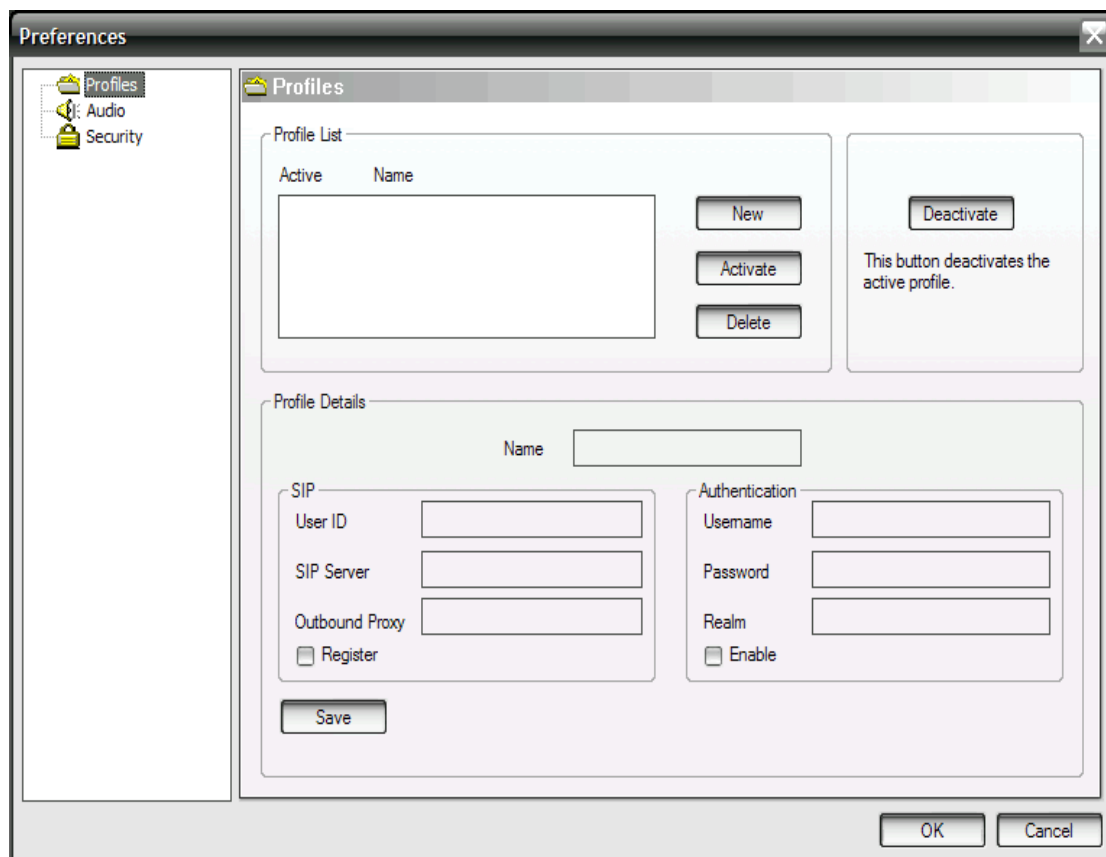 Preferences
Profiles
Audio
Security
Profiles
Profile List
Active Name
New
Activate
Delete
Deactivate
This button deactivates the
active profile.
Profile Details
Name
SIP
User ID
SIP Server
Outbound Proxy
Register
Authentication
Username
Password
Realm
Enable
Save
OK
Cancel